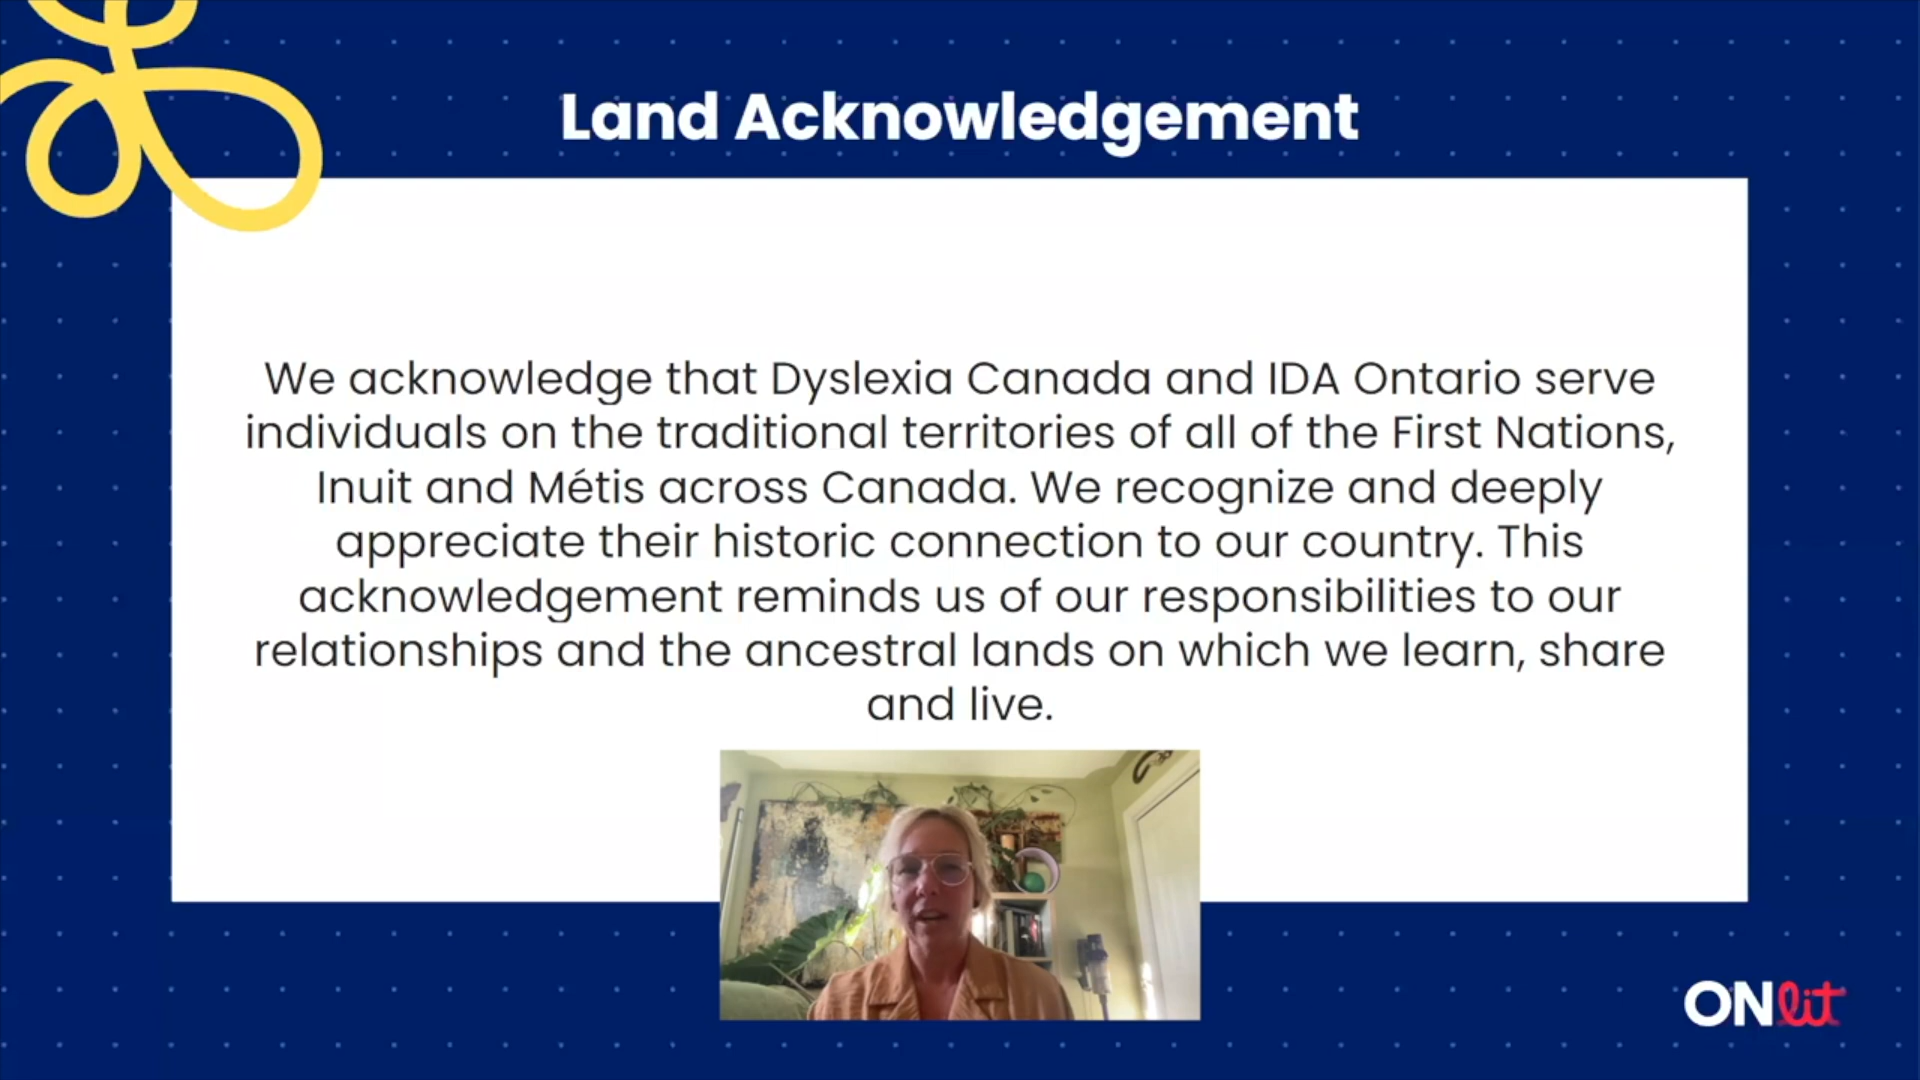 Land Acknowledgement
We acknowledge that Dyslexia Canada and IDA Ontario serve
individuals on the traditional territories of all of the First Nations,
Inuit and Métis across Canada. We recognize and deeply
appreciate their historic connection to our country. This
acknowledgement reminds us of our responsibilities to our
relationships and the ancestral lands on which we learn, share
and live.
ONlit